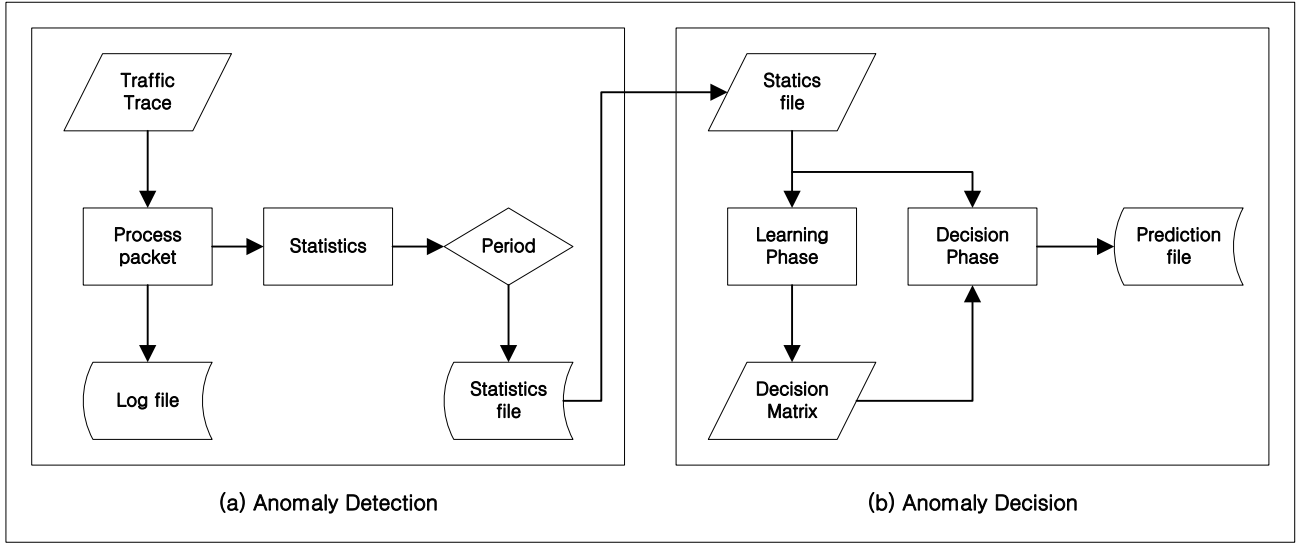 Traffic
Trace
Process
packet
Statistics
Period
Log file
Statistics
file
(a) Anomaly Detection
Statics
file
Learning
Phase
Decision
Phase
Prediction
file
Decision
Matrix
(b) Anomaly Decision